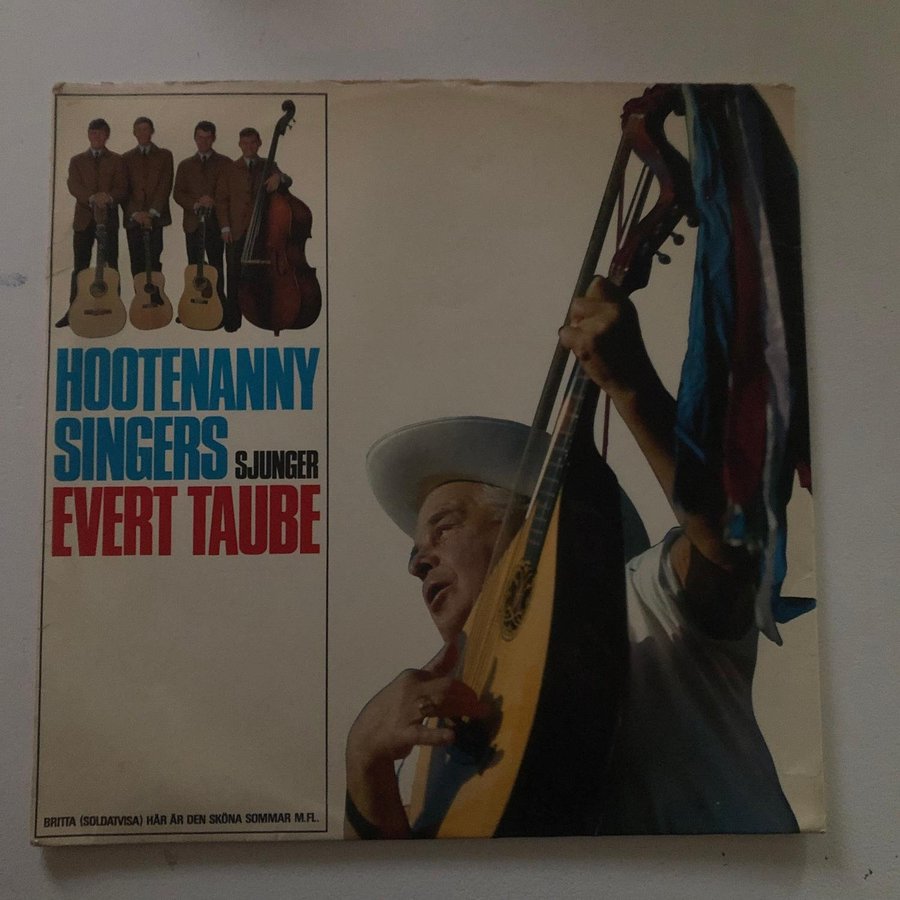 HOOTENANNY
SINGERS SJUNGER
EVERT TAUBE
BRITTA (SOLDATVISA) HÄR ÄR DEN SKÖNA SOMMAR M.FL.